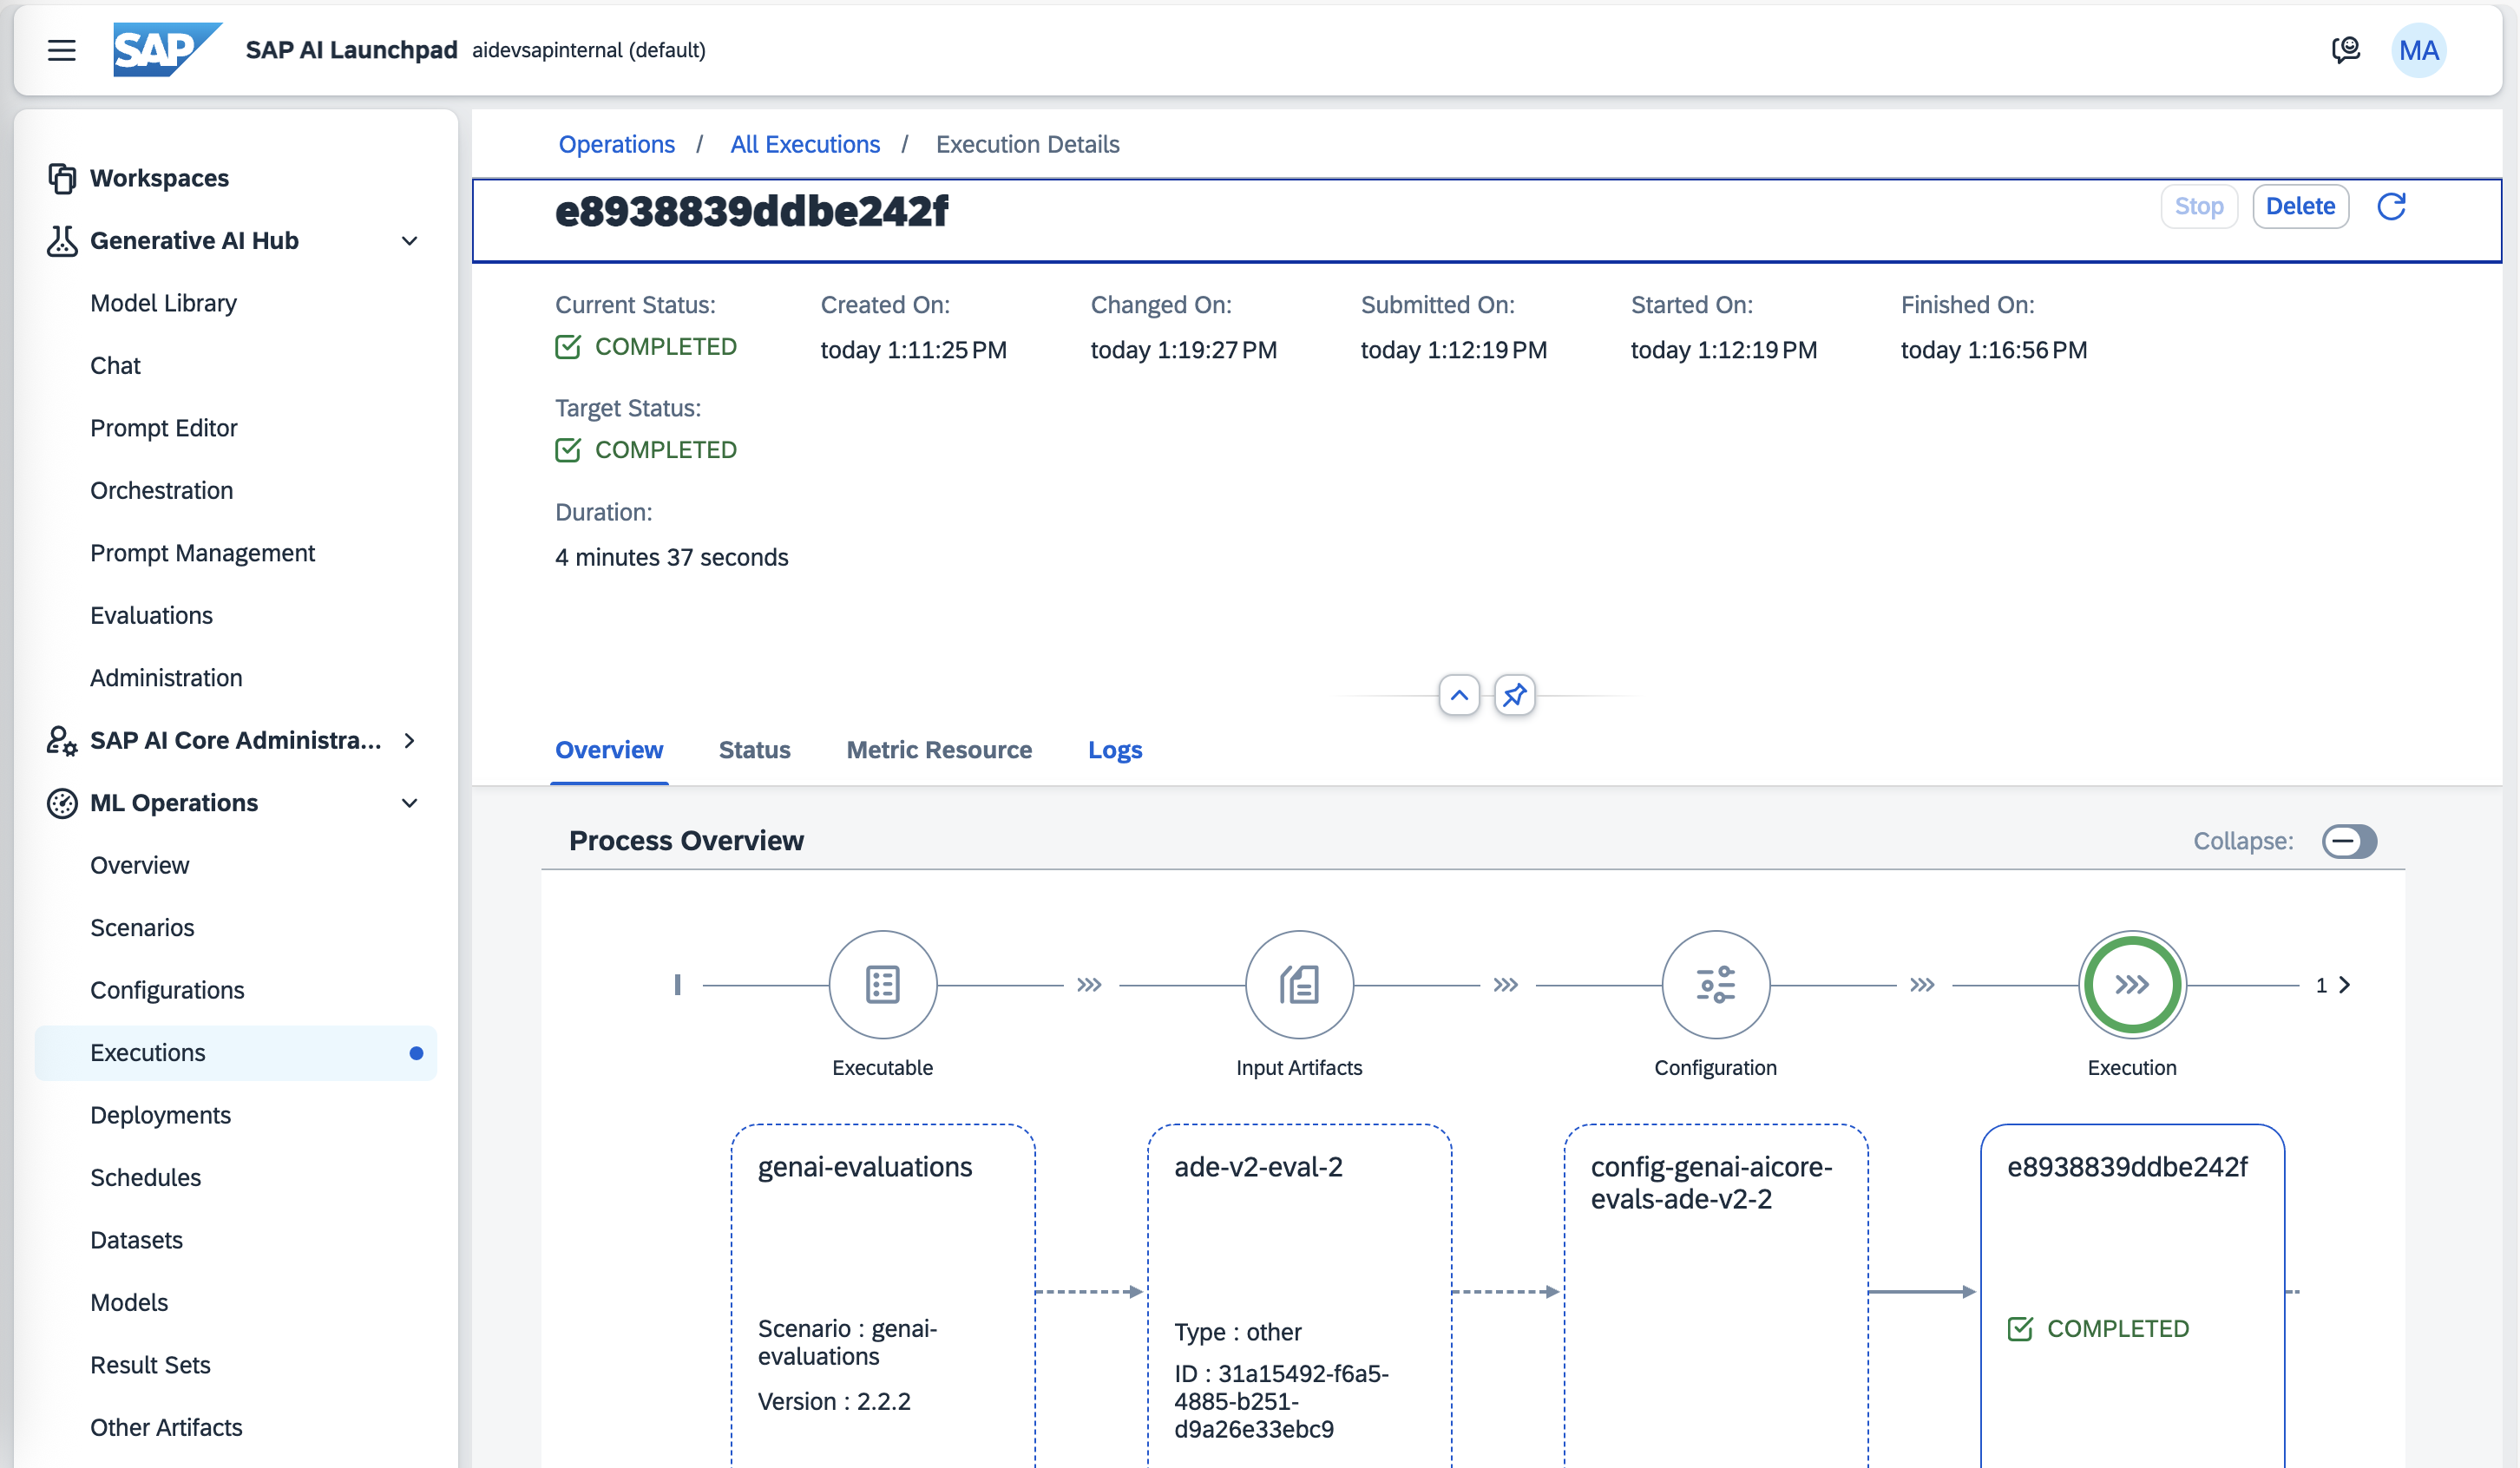 SAP SAP AI Launchpad aidevsapinternal (default) MA
Workspaces
Generative AI Hub
Model Library
Chat
Prompt Editor
Orchestration
Prompt Management
Evaluations
Administration
SAP AI Core Administra...
ML Operations
Overview
Scenarios
Configurations
Executions
Deployments
Schedules
Datasets
Models
Result Sets
Other Artifacts
Operations / All Executions / Execution Details
e8938839ddbe242f Stop Delete
Current Status: Created On: Changed On: Submitted On: Started On: Finished On:
COMPLETED today 1:11:25 PM today 1:19:27 PM today 1:12:19 PM today 1:12:19 PM today 1:16:56 PM
Target Status:
COMPLETED
Duration:
4 minutes 37 seconds
Overview Status Metric Resource Logs
Process Overview Collapse:
1
Executable Input Artifacts Configuration Execution
genai-evaluations
Scenario : genai-
evaluations
Version : 2.2.2
ade-v2-eval-2
Type : other
ID : 31a15492-f6a5-
4885-b251-
d9a26e33ebc9
config-genai-aicore-
evals-ade-v2-2
e8938839ddbe242f
COMPLETED